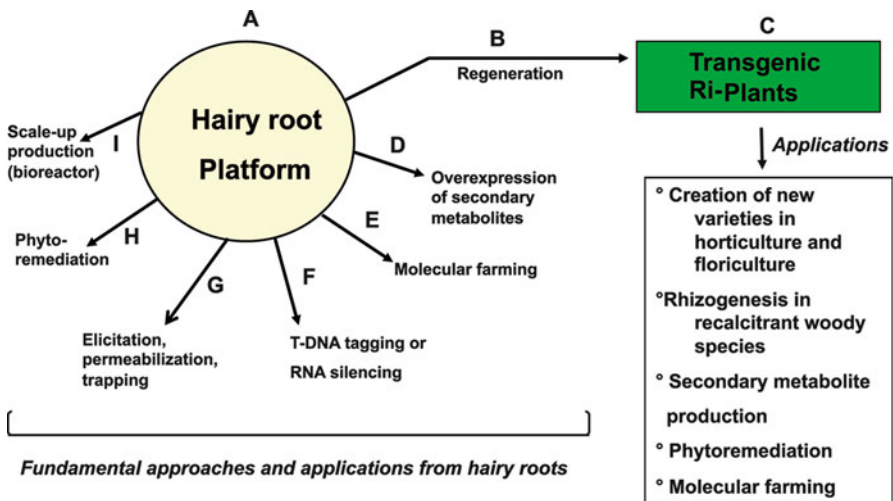 A
Hairy root
Platform
B
Regeneration
C
Transgenic
Ri-Plants
Applications
° Creation of new
varieties in
horticulture and
floriculture
°Rhizogenesis in
recalcitrant woody
species
° Secondary metabolite
production
° Phytoremediation
° Molecular farming
D
Overexpression
of secondary
metabolites
E
Molecular farming
F
T-DNA tagging or
RNA silencing
G
Elicitation,
permeabilization,
trapping
H
Phyto-
remediation
I
Scale-up
production
(bioreactor)
Fundamental approaches and applications from hairy roots